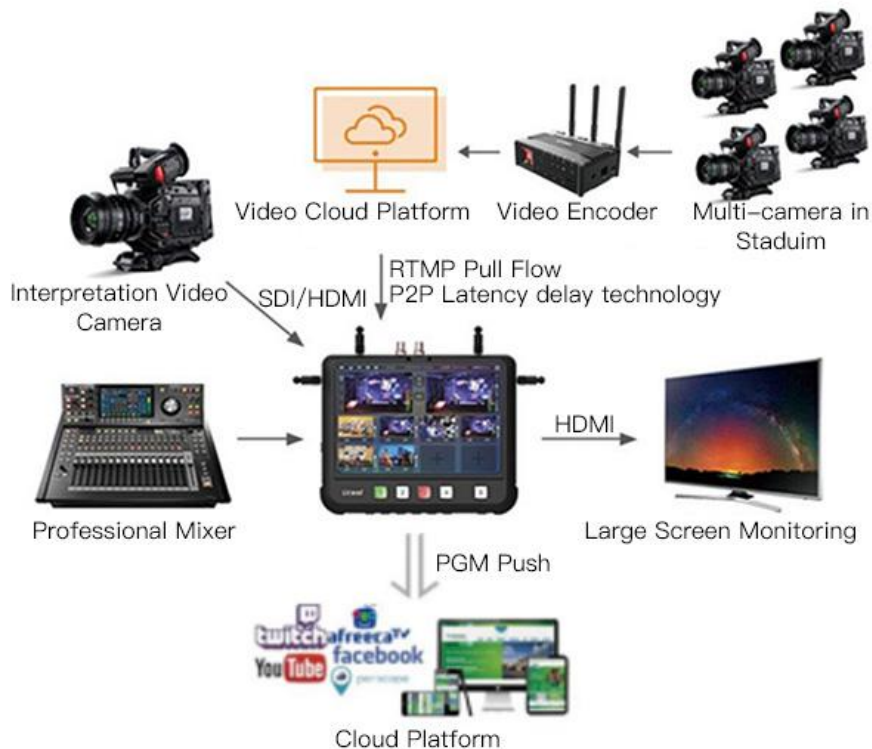 Video Cloud Platform
Video Encoder
Multi-camera in
Staduim
Interpretation Video
Camera
SDI/HDMI
RTMP Pull Flow
P2P Latency delay technology
HDMI
Professional Mixer
Large Screen Monitoring
PGM Push
twitch
afreecaTV
YouTube
facebook
periscope
Cloud Platform